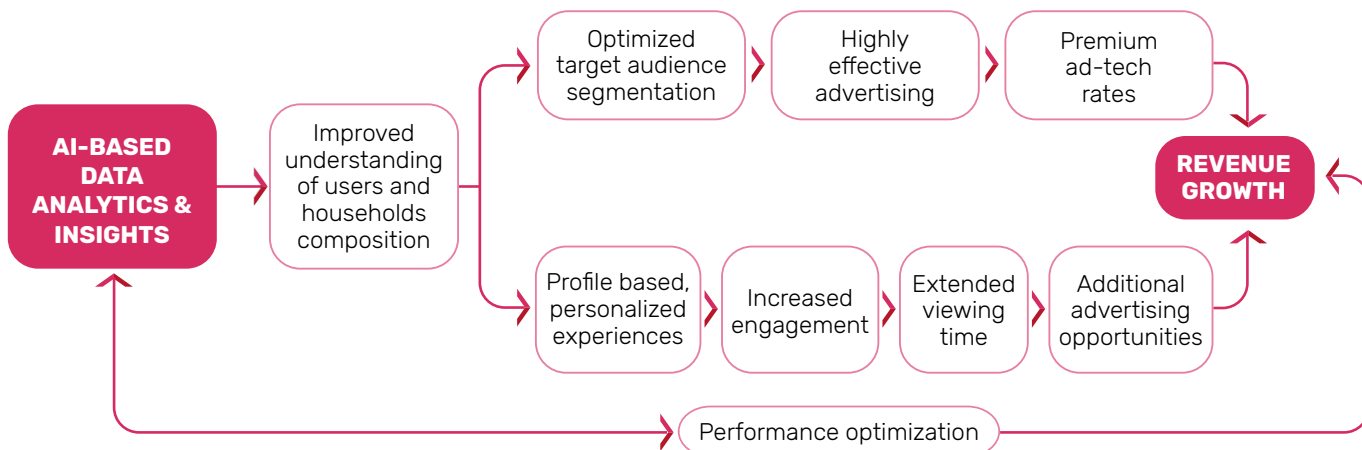 AI-BASED
DATA
ANALYTICS &
INSIGHTS
Improved
understanding
of users and
households
composition
Optimized
target audience
segmentation
Highly
effective
advertising
Premium
ad-tech
rates
Profile based,
personalized
experiences
Increased
engagement
Extended
viewing
time
Additional
advertising
opportunities
REVENUE
GROWTH
Performance optimization